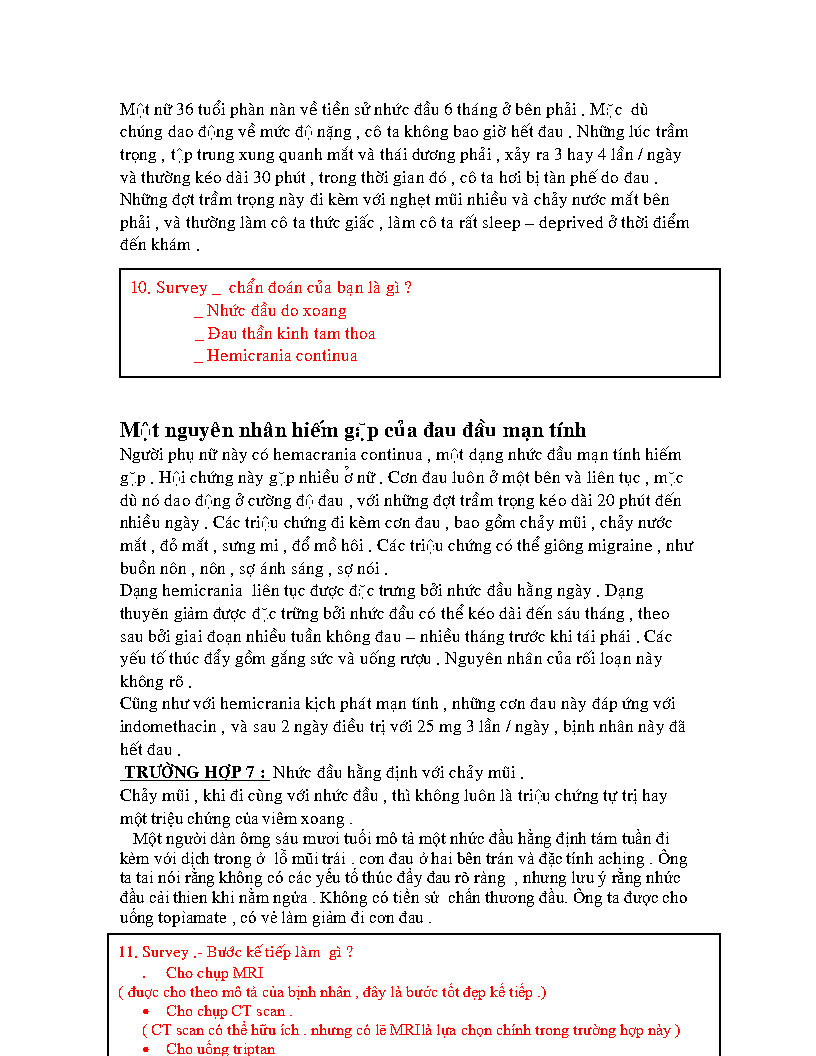 Một nữ 36 tuổi phàn nàn về tiền sử nhức đầu 6 tháng ở bên phải . Mặc dù
chúng dao động về mức độ nặng , cô ta không bao giờ hết đau . Những lúc trầm
trọng , tập trung xung quanh mắt và thái dương phải , xảy ra 3 hay 4 lần / ngày
và thường kéo dài 30 phút , trong thời gian đó , cô ta hơi bị tàn phế do đau .
Những đợt trầm trọng này đi kèm với nghẹt mũi nhiều và chảy nước mắt bên
phải , và thường làm cô ta thức giấc , làm cô ta rất sleep – deprived ở thời điểm
đến khám .
10. Survey _ chẩn đoán của bạn là gì ?
_ Nhức đầu do xoang
_ Đau thần kinh tam thoa
_ Hemicrania continua
Một nguyên nhân hiếm gặp của đau đầu mạn tính
Người phụ nữ này có hemacrania continua , một dạng nhức đầu mạn tính hiếm
gặp . Hội chứng này gặp nhiều ở nữ . Cơn đau luôn ở một bên và liên tục , mặc
dù nó dao động ở cường độ đau , với những đợt trầm trọng kéo dài 20 phút đến
nhiều ngày . Các triệu chứng đi kèm cơn đau , bao gồm chảy mũi , chảy nước
mắt , đỏ mắt , sưng mi , đổ mồ hôi . Các triệu chứng có thể giông migraine , như
buồn nôn , nôn , sợ ánh sáng , sợ nói .
Dạng hemicrania liên tục được đặc trưng bởi nhức đầu hằng ngày . Dạng
thuyên giảm được đặc trững bởi nhức đầu có thể kéo dài đến sáu tháng , theo
sau bởi giai đoạn nhiều tuần không đau – nhiều tháng trước khi tái phái . Các
yếu tố thúc đẩy gồm gắng sức và uống rượu . Nguyên nhân của rối loạn này
không rõ .
Cũng như với hemicrania kịch phát mạn tính , những cơn đau này đáp ứng với
indomethacin , và sau 2 ngày điều trị với 25 mg 3 lần / ngày , bịnh nhân này đã
hết đau .
TRƯỜNG HỢP 7 : Nhức đầu hằng định với chảy mũi .
Chảy mũi , khi đi cùng với nhức đầu , thì không luôn là triệu chứng tự trị hay
một triệu chứng của viêm xoang .
Một người dàn ômg sáu mươi tuổi mô tả một nhức đầu hằng định tám tuần đi
kèm với dịch trong ở lỗ mũi trái . con đau ở hai bên trán và đặc tính aching . Ông
ta tai nói rằng không có các yếu tố thúc đẩy đau rõ ràng , nhưng lưu ý rằng nhức
đầu cải thien khi nằm ngửa . Không có tiền sử chấn thương đầu. Ông ta được cho
uống topiamate , có vẻ làm giảm đi con đau .
11. Survey .- Bước kế tiếp làm gì ?
. Cho chụp MRI
( được cho theo mô tả của bịnh nhân , đây là bước tốt đẹp kế tiếp .)
• Cho chụp CT scan .
( CT scan có thể hữu ích . nhưng có lẽ MRI là lựa chọn chính trong trường hợp này )
• Cho uống triptan